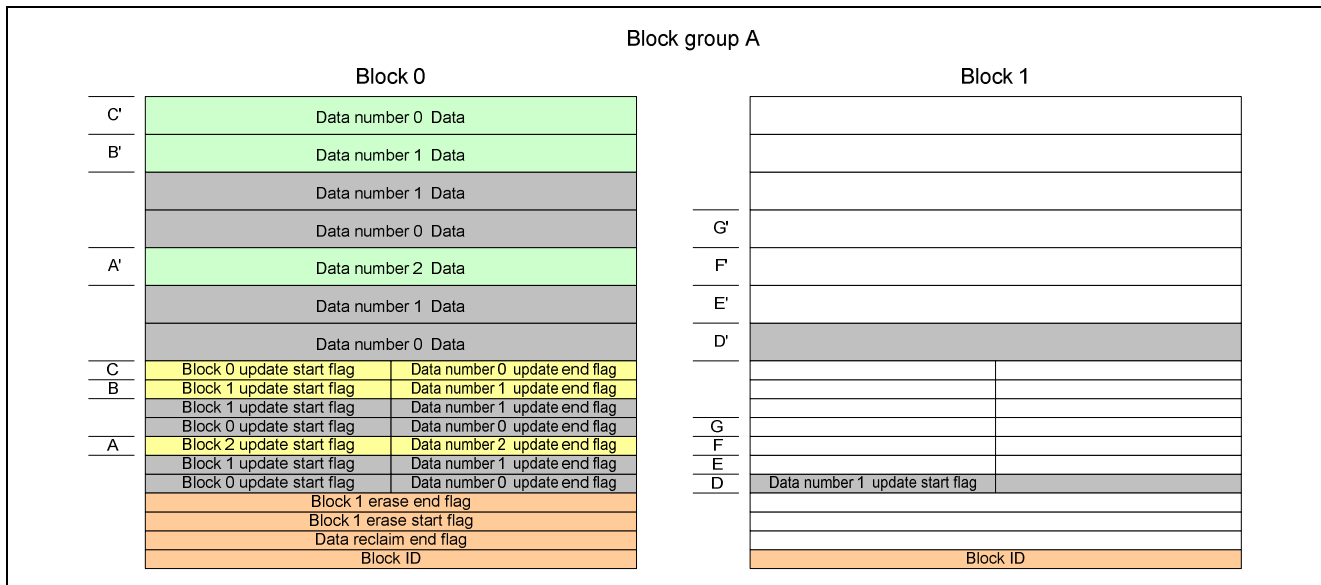 Block group A
Block 0
Block 1
C'
Data number 0 Data
B'
Data number 1 Data
Data number 1 Data
Data number 0 Data
G'
A'
Data number 2 Data
F'
Data number 1 Data
E'
Data number 0 Data
D'
C
Block 0 update start flag
Data number 0 update end flag
B
Block 1 update start flag
Data number 1 update end flag
Block 1 update start flag
Data number 1 update end flag
Block 0 update start flag
Data number 0 update end flag
G
A
Block 2 update start flag
Data number 2 update end flag
F
Block 1 update start flag
Data number 1 update end flag
E
Block 0 update start flag
Data number 0 update end flag
D
Data number 1 update start flag
Block 1 erase end flag
Block 1 erase start flag
Data reclaim end flag
Block ID
Block ID